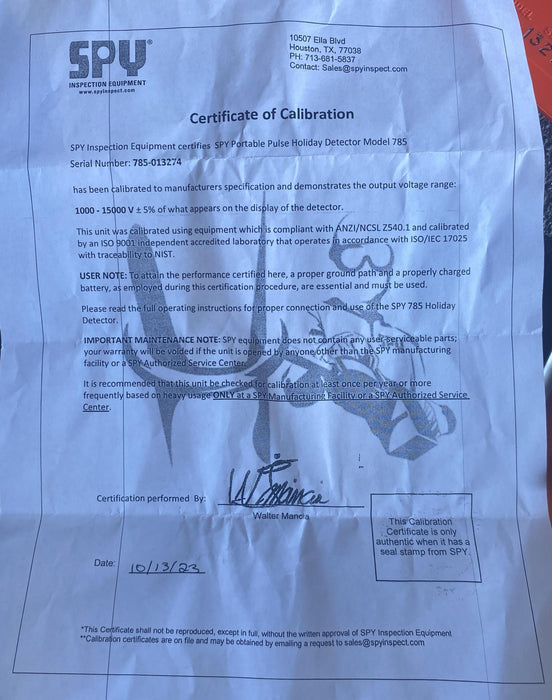 SPY®
INSPECTION EQUIPMENT
www.spyinspect.com
10507 Ella Blvd
Houston, TX, 77038
PH: 713-681-5837
Contact: Sales@spyinspect.com
132
Certificate of Calibration
SPY Inspection Equipment certifies SPY Portable Pulse Holiday Detector Model 785
Serial Number: 785-013274
has been calibrated to manufacturers specification and demonstrates the output voltage range:
1000 - 15000 V ± 5% of what appears on the display of the detector.
This unit was calibrated using equipment which is compliant with ANZI/NCSL Z540.1 and calibrated
by an ISO 9001 independent accredited laboratory that operates in accordance with ISO/IEC 17025
with traceability to NIST.
USER NOTE: To attain the performance certified here, a proper ground path and a properly charged
battery, as employed during this certification procedure, are essential and must be used.
Please read the full operating instructions for proper connection and use of the SPY 785 Holiday
Detector.
IMPORTANT MAINTENANCE NOTE: SPY equipment does not contain any user-serviceable parts;
your warranty will be voided if the unit is opened by anyone other than the SPY manufacturing
facility or a SPY Authorized Service Center.
It is recommended that this unit be checked for calibration at least once per year or more
frequently based on heavy usage ONLY at a SPY Manufacturing Facility or a SPY Authorized Service
Center.
Certification performed By: W Mancia
Walter Mancia
This Calibration
Certificate is only
authentic when it has a
seal stamp from SPY.
Date: 10/13/23
*This Certificate shall not be reproduced, except in full, without the written approval of SPY Inspection Equipment
**Calibration certificates are on file and may be obtained by emailing a request to sales@spyinspect.com